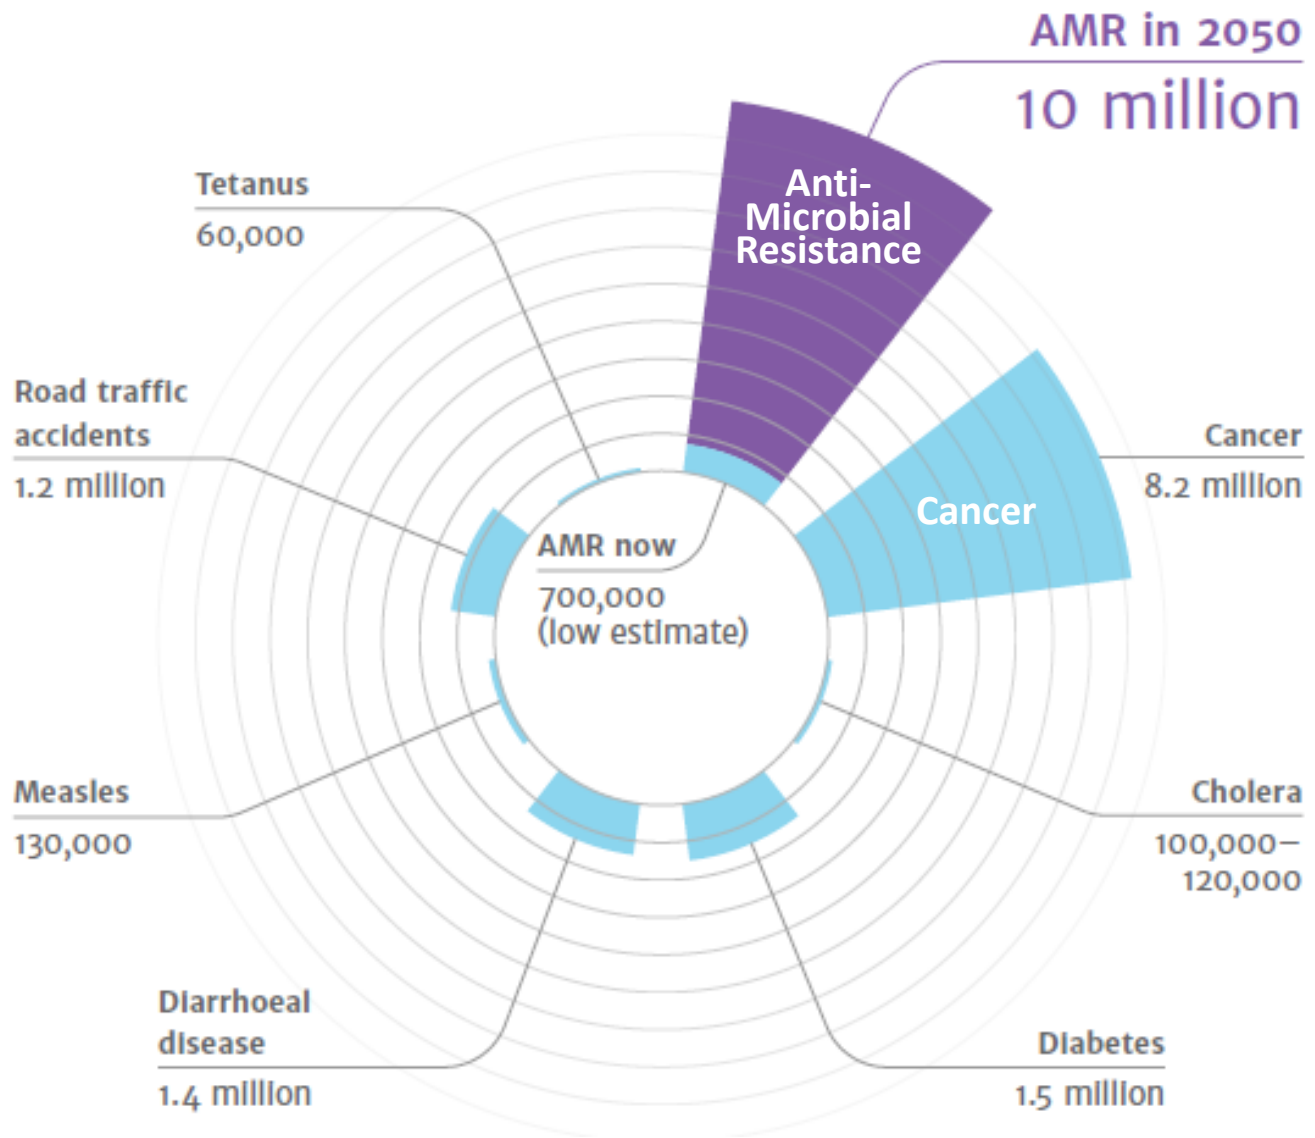 AMR in 2050
10 million
Anti-
Microbial
Resistance
Tetanus
60,000
Road traffic
accidents
1.2 million
Cancer
8.2 million
Cancer
AMR now
700,000
(low estimate)
Measles
130,000
Cholera
100,000–
120,000
Diarrhoeal
disease
1.4 million
Diabetes
1.5 million